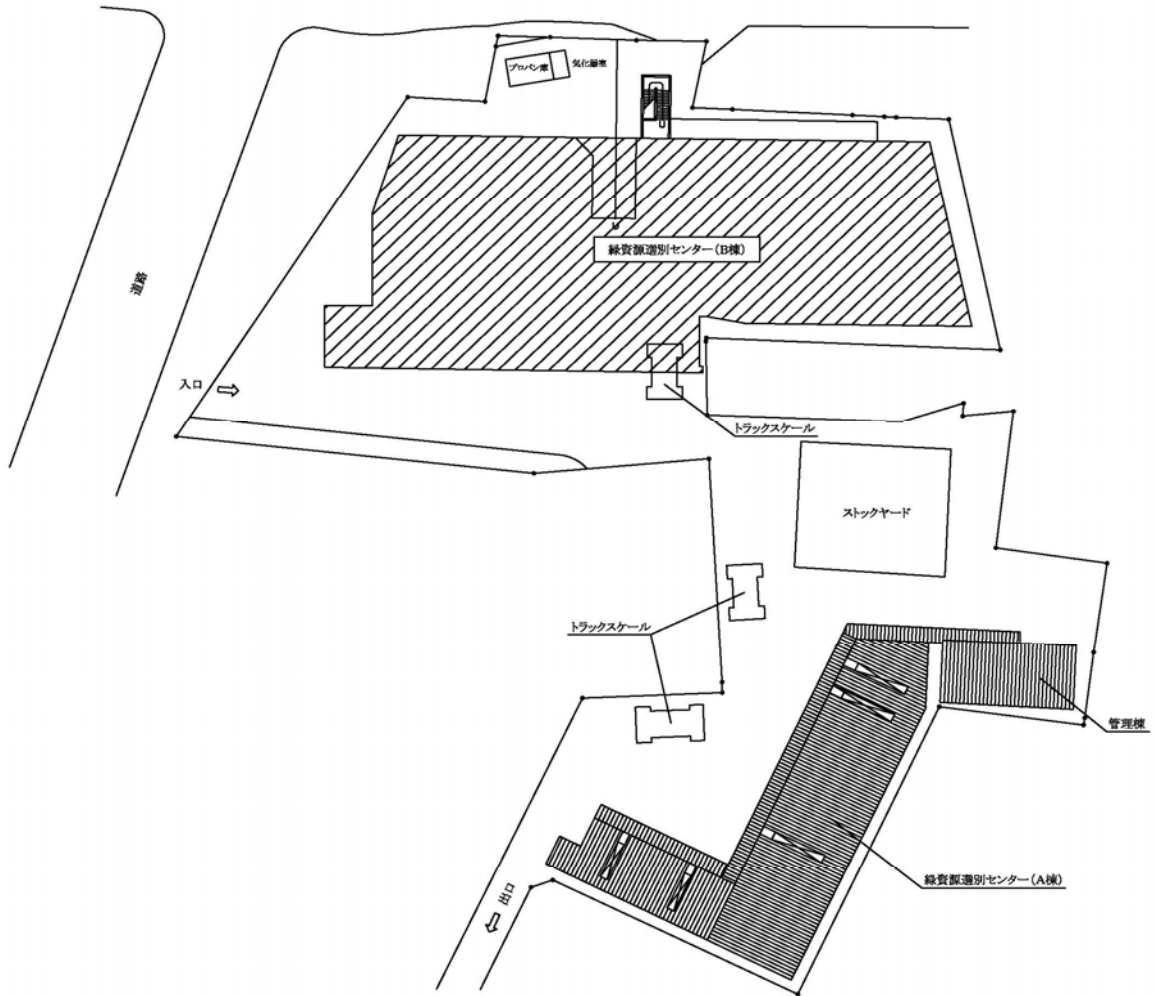 プロパン庫
気化器室
緑資源選別センター(B棟)
道路
入口
トラックスケール
ストックヤード
トラックスケール
管理棟
緑資源選別センター(A棟)
出口